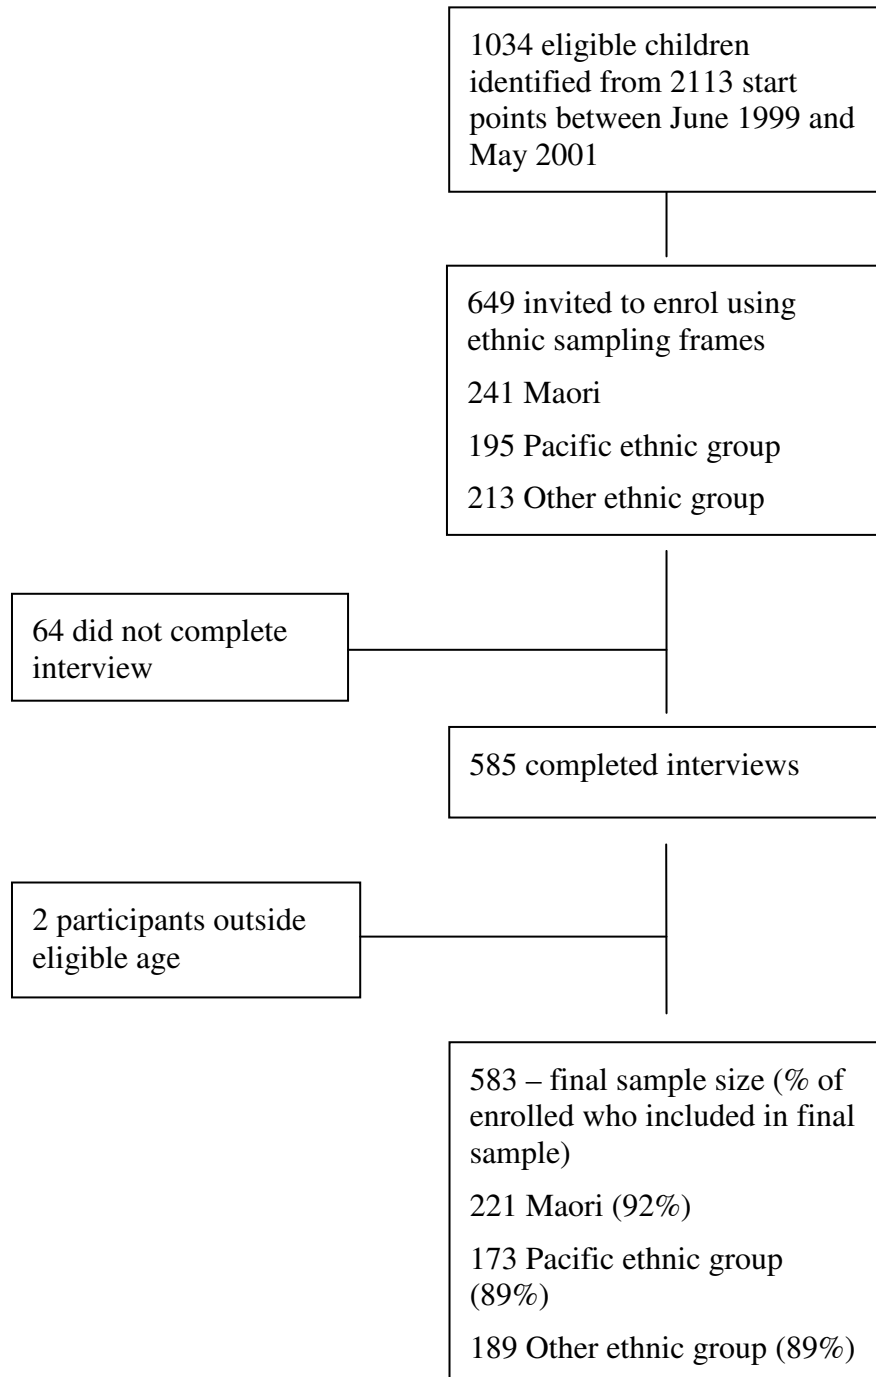 1034 eligible children
identified from 2113 start
points between June 1999 and
May 2001
649 invited to enrol using
ethnic sampling frames
241 Maori
195 Pacific ethnic group
213 Other ethnic group
64 did not complete
interview
585 completed interviews
2 participants outside
eligible age
583 – final sample size (% of
enrolled who included in final
sample)
221 Maori (92%)
173 Pacific ethnic group
(89%)
189 Other ethnic group (89%)